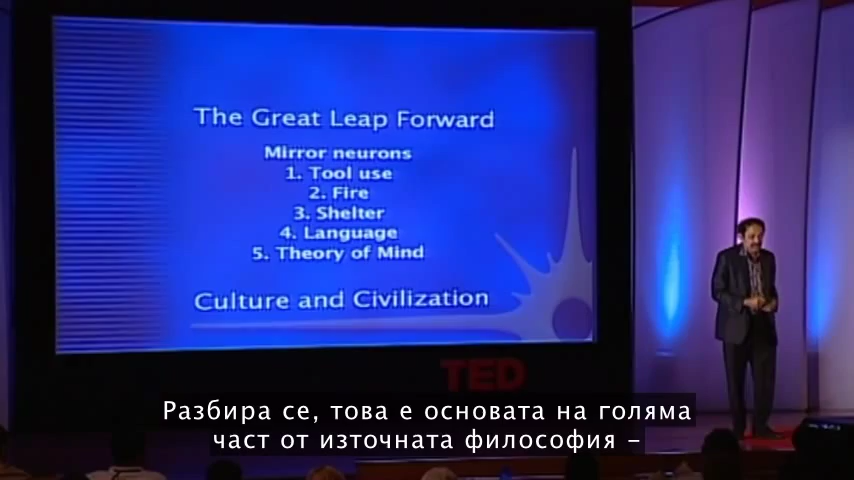 The Great Leap Forward
Mirror neurons
1. Tool use
2. Fire
3. Shelter
4. Language
5. Theory of Mind
Culture and Civilization
TED
Разбира се, това е основата на голяма
част от източната философия –